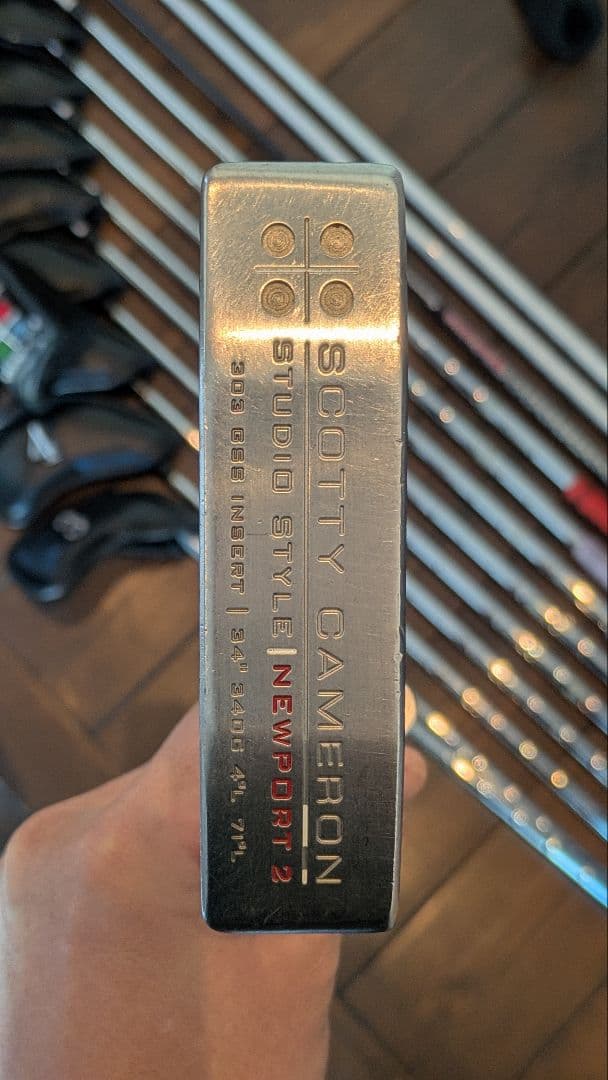 SCOTTY CAMERON
STUDIO STYLE | NEWPORT 2
303 GSS INSERT | 34" 340G 4°L 71°L